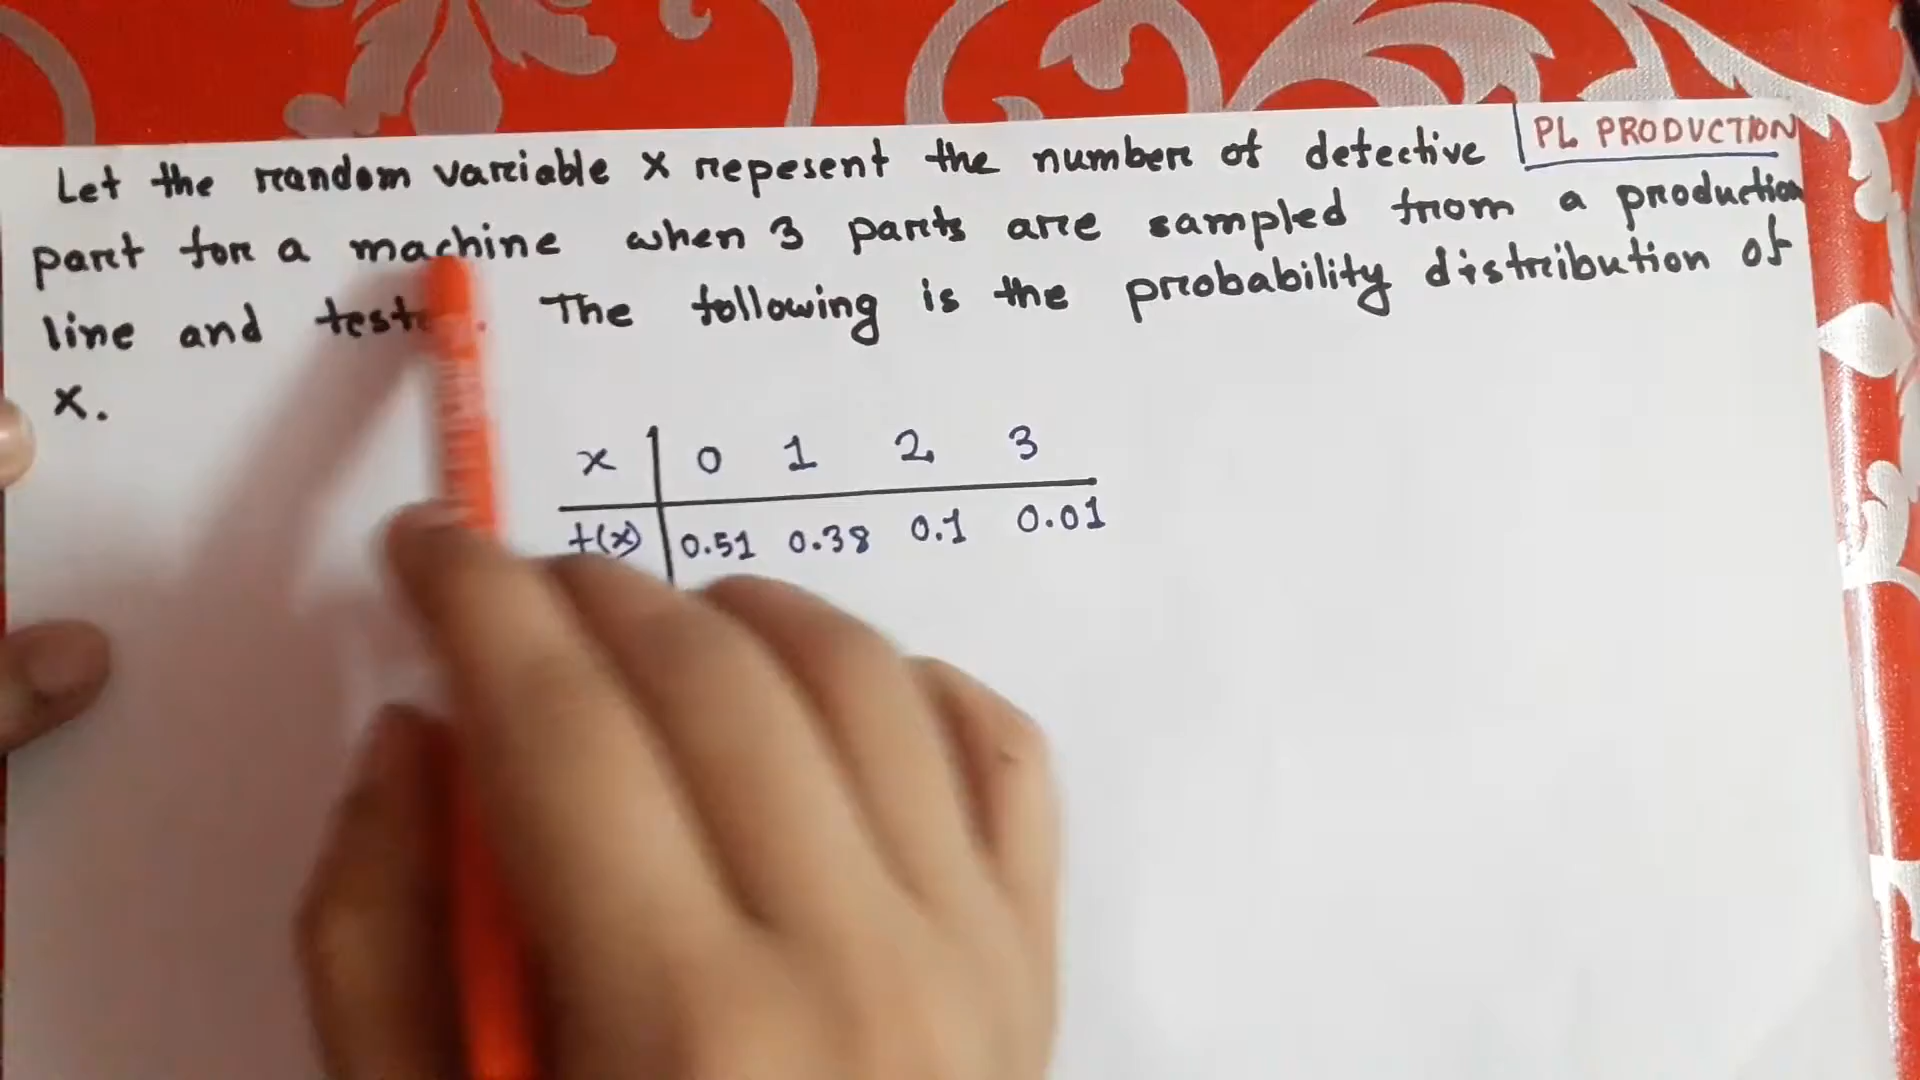 Let the random variable X repesent the number of defective
PL PRODUCTION
part for a machine when 3 parts are sampled from a production
line and The following is the probability distribution of
X.
x 0 1 2 3
f(x) 0.51 0.38 0.1 0.01